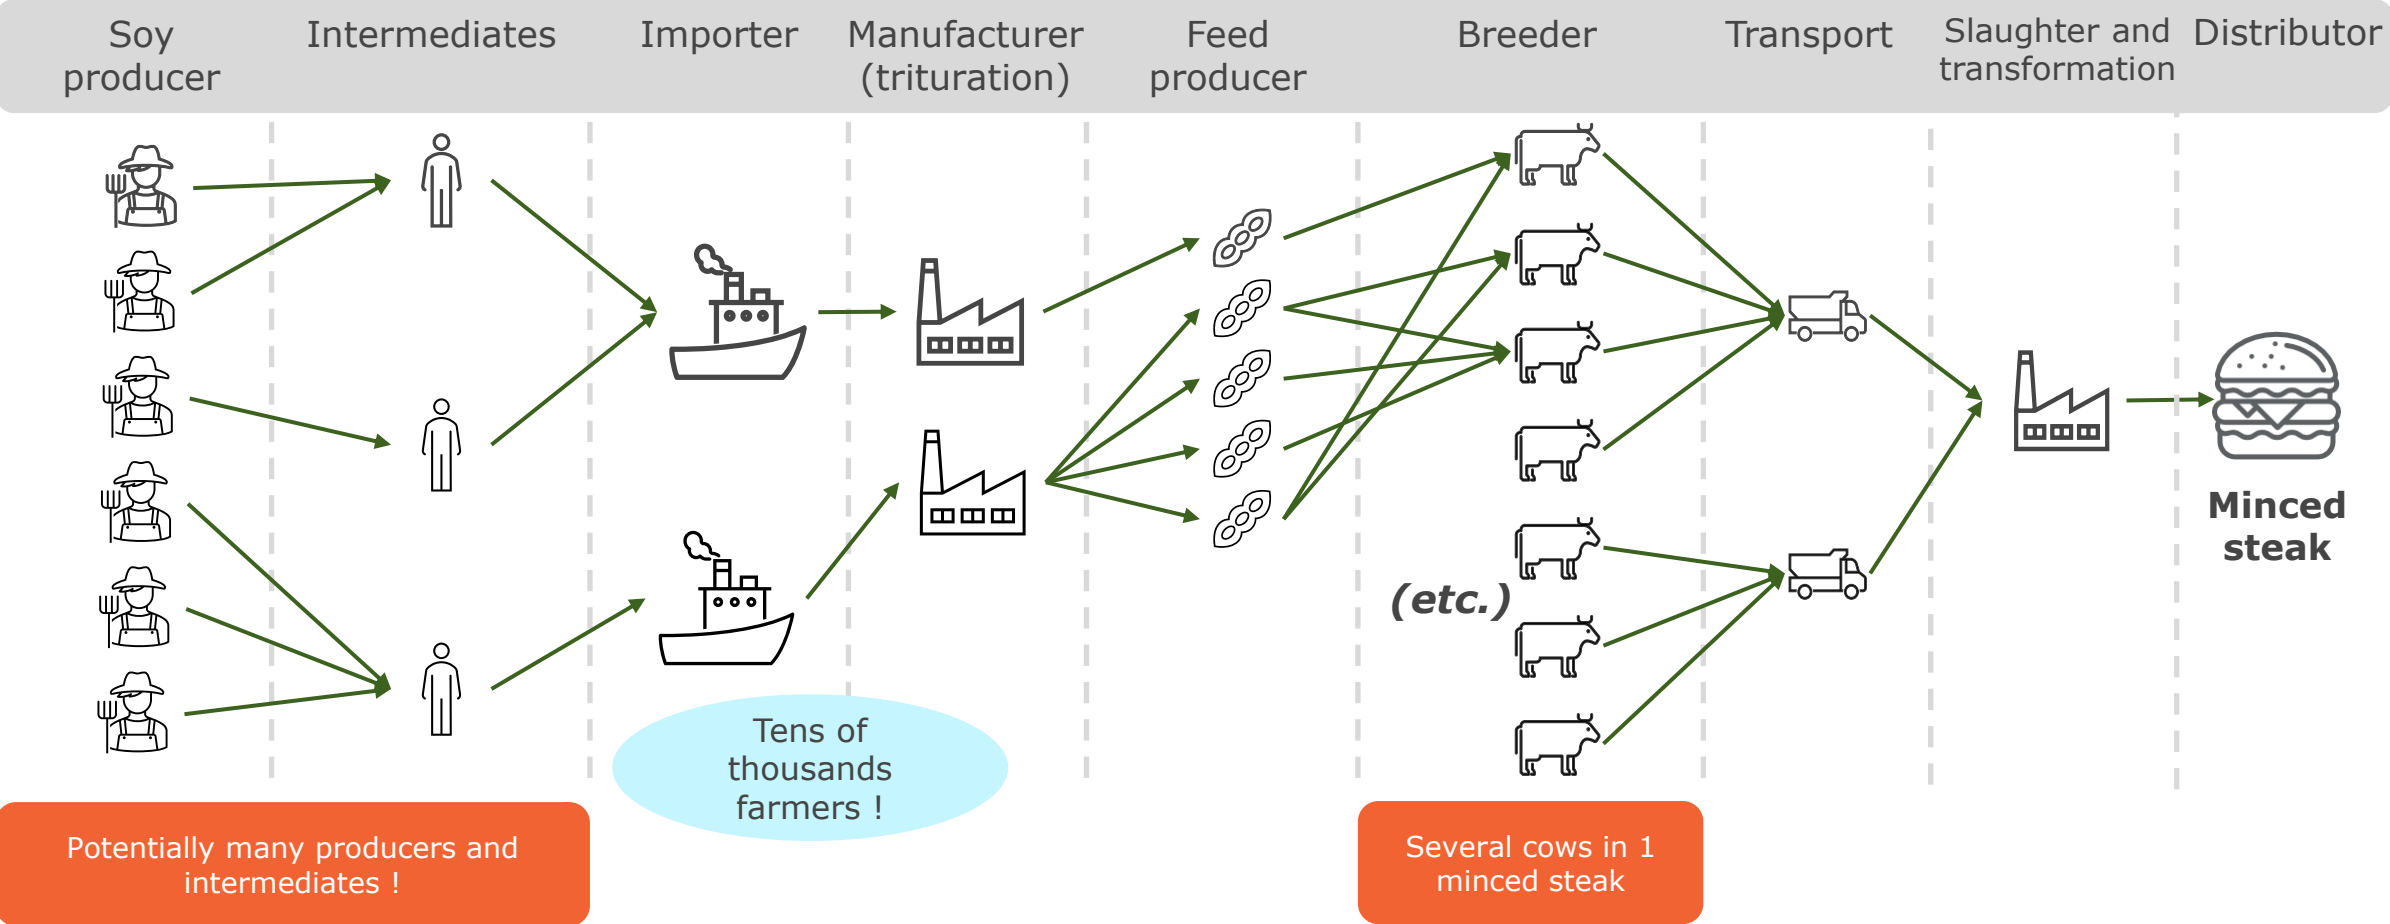 Soy
producer
Intermediates
Importer
Manufacturer
(trituration)
Feed
producer
Breeder
Transport
Slaughter and
transformation
Distributor
Minced
steak
(etc.)
Tens of
thousands
farmers !
Potentially many producers and
intermediates !
Several cows in 1
minced steak